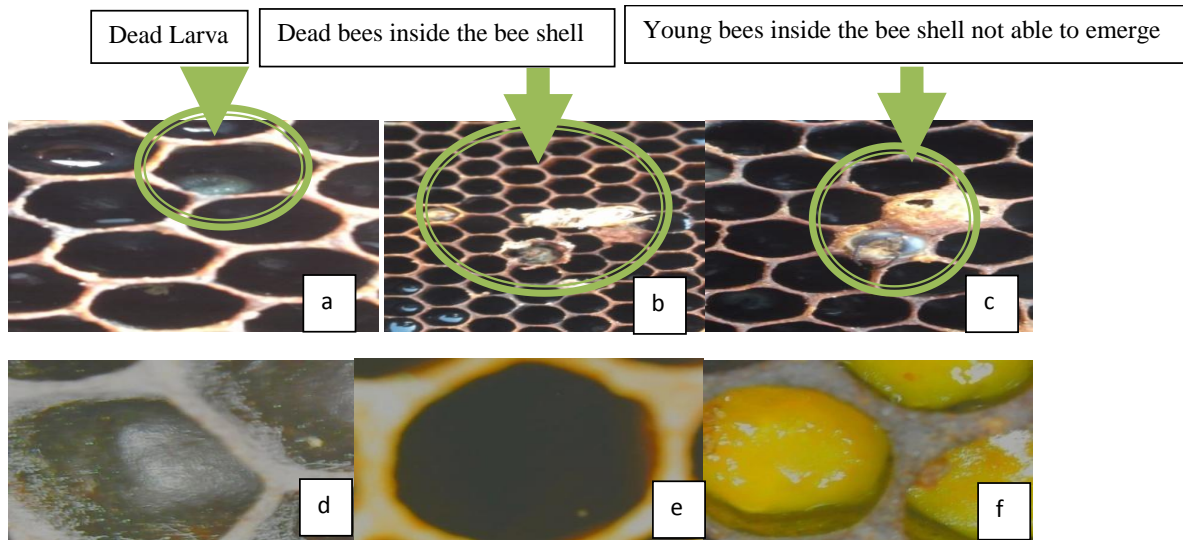 Dead Larva
Dead bees inside the bee shell
Young bees inside the bee shell not able to emerge
a
b
c
d
e
f